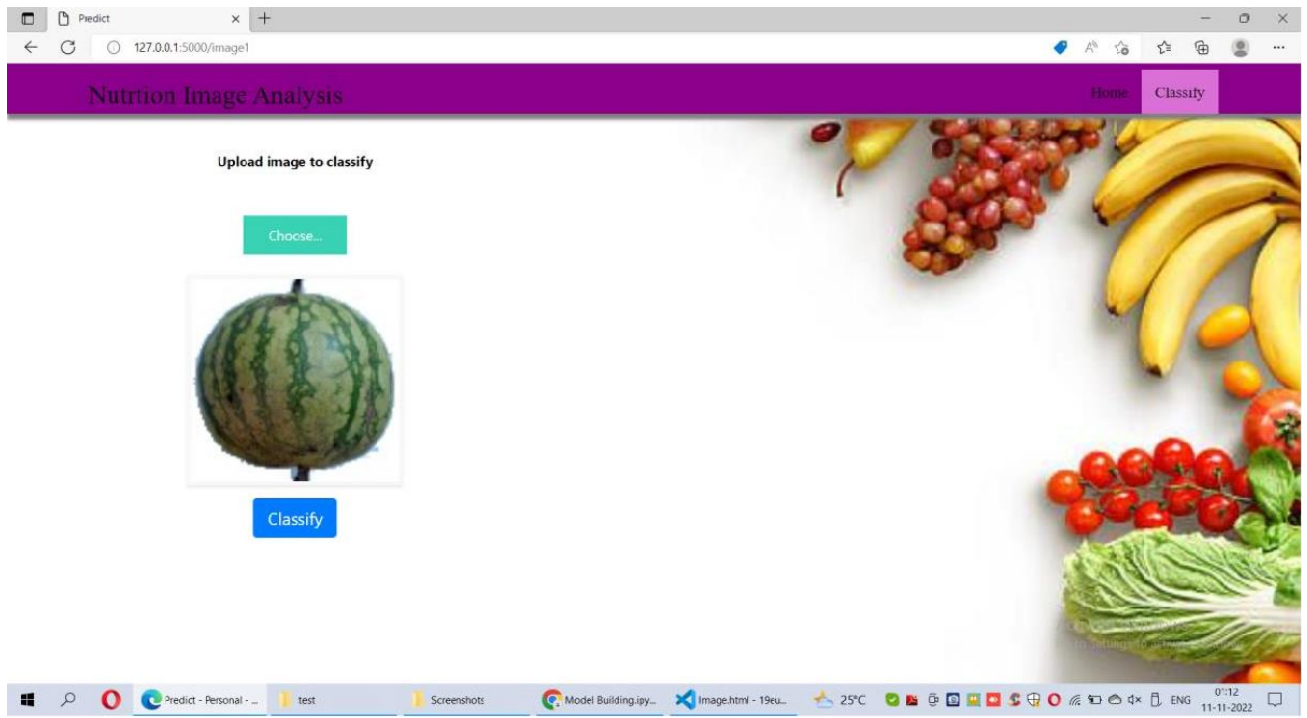 Predict
127.0.0.1:5000/image1
Nutrtion Image Analysis
Home
Classify
Upload image to classify
Choose...
Classify
Predict - Personal - ...
test
Screenshots
Model Building.ipy...
Image.html - 19eu...
25°C
ENG
11-11-2022